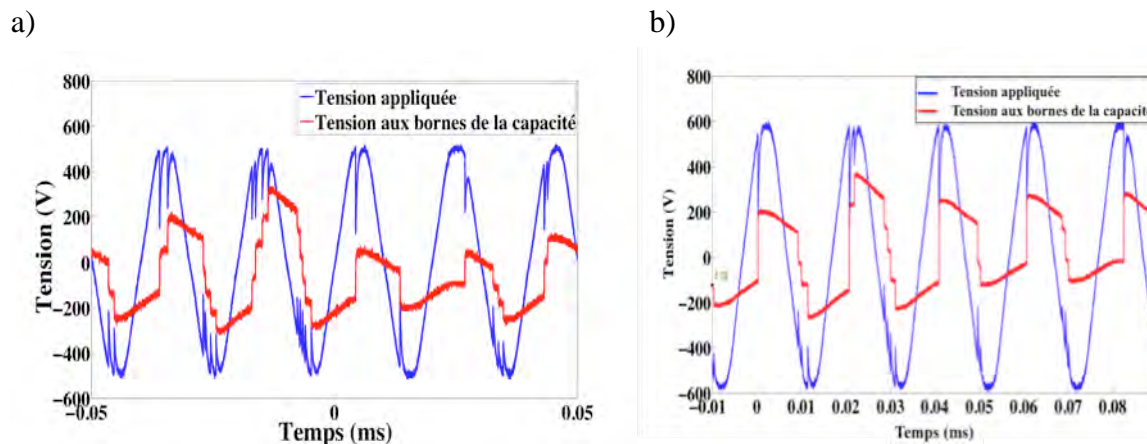 a)
b)
800
600
400
200
0
−200
−400
−600
Tension (V)
Tension appliquée
Tension aux bornes de la capacité
−0.05
0
0.05
Temps (ms)
800
600
400
200
0
−200
−400
−600
Tension (V)
Tension appliquée
Tension aux bornes de la capacité
−0.01
0
0.01
0.02
0.03
0.04
0.05
0.06
0.07
0.08
Temps (ms)